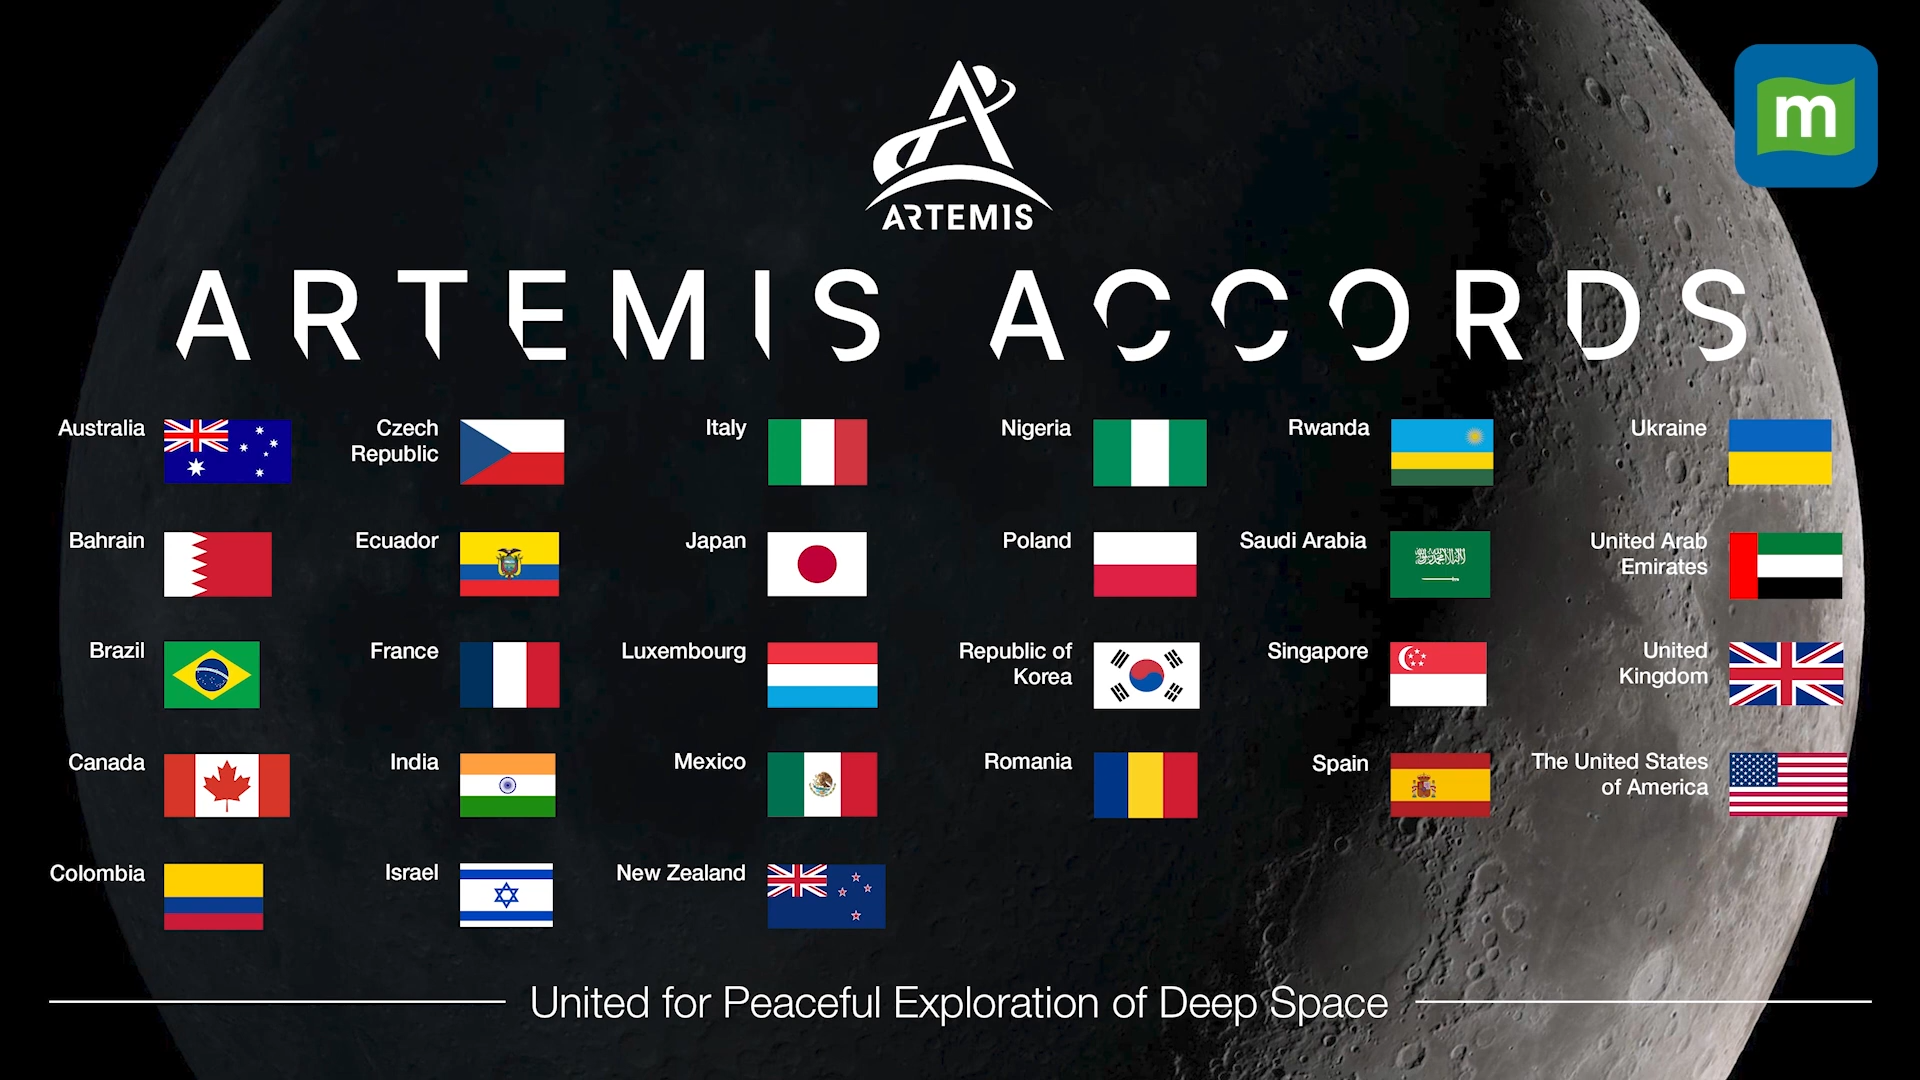 ARTEMIS
m
ARTEMIS ACCORDS
Australia
Czech
Republic
Italy
Nigeria
Rwanda
Ukraine
Bahrain
Ecuador
Japan
Poland
Saudi Arabia
United Arab
Emirates
Brazil
France
Luxembourg
Republic of
Korea
Singapore
United
Kingdom
Canada
India
Mexico
Romania
Spain
The United States
of America
Colombia
Israel
New Zealand
United for Peaceful Exploration of Deep Space